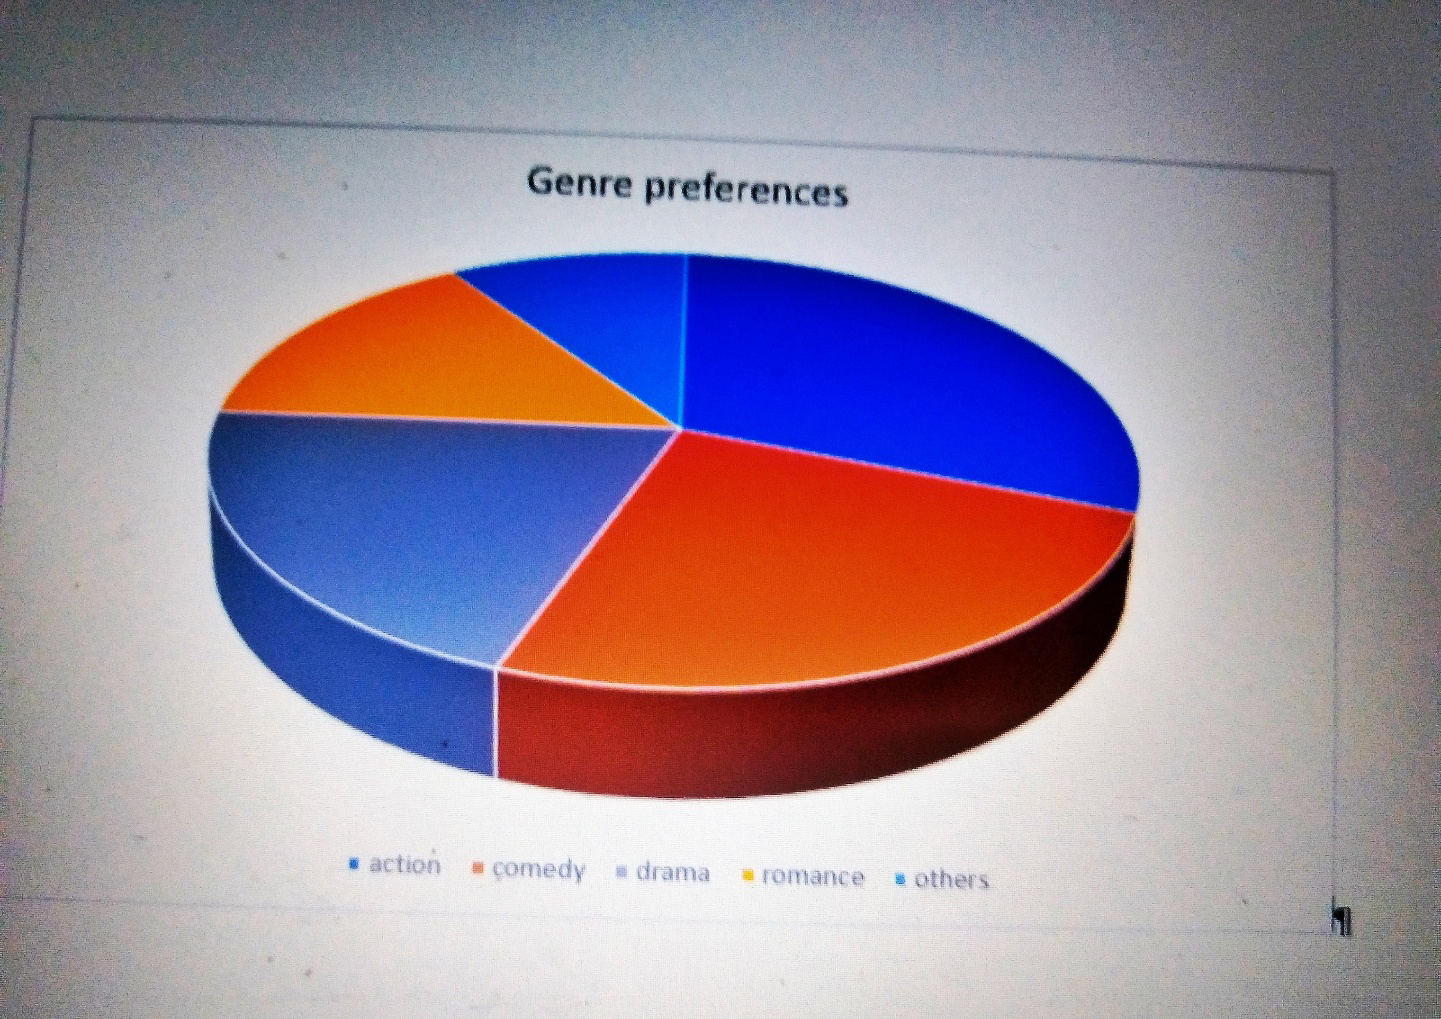 Genre preferences
action comedy drama romance others
¶